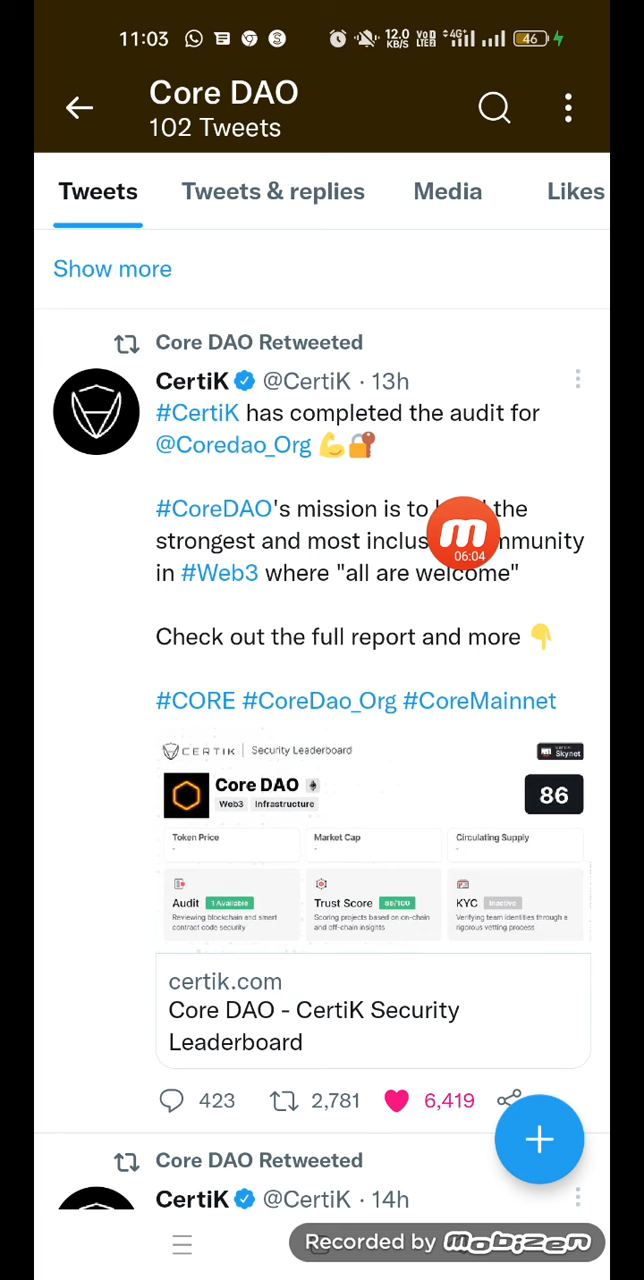 11:03 12.0 KB/S VoD LTE2 4G 46
Core DAO
102 Tweets
Tweets Tweets & replies Media Likes
Show more
Core DAO Retweeted
CertiK @CertiK · 13h
#CertiK has completed the audit for
@Coredao_Org 💪🔐
#CoreDAO's mission is to the
strongest and most inclus mmunity
in #Web3 where "all are welcome"
06:04
Check out the full report and more 👇
#CORE #CoreDao_Org #CoreMainnet
CERTIK | Security Leaderboard Skynet
Core DAO
Web3 Infrastructure 86
Token Price Market Cap Circulating Supply
- - -
Audit 1 Available Trust Score 86/100 KYC Inactive
Reviewing blockchain and smart Scoring projects based on on-chain Verifying team identities through a
contract code security and off-chain insights rigorous vetting process
certik.com
Core DAO - CertiK Security
Leaderboard
423 2,781 6,419
Core DAO Retweeted
CertiK @CertiK · 14h
Recorded by mobizen